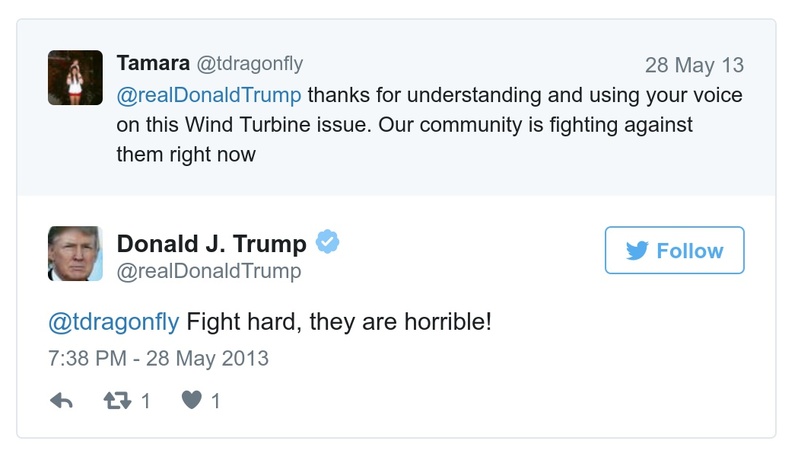 Tamara @tdragonfly 28 May 13
@realDonaldTrump thanks for understanding and using your voice
on this Wind Turbine issue. Our community is fighting against
them right now
Donald J. Trump
@realDonaldTrump
Follow
@tdragonfly Fight hard, they are horrible!
7:38 PM - 28 May 2013
1 1